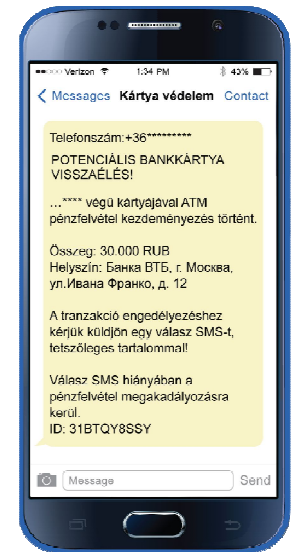 Verizon 1:34 PM 43%
Messages Kártya védelem Contact
Telefonszám:+36*********
POTENCIÁLIS BANKKÁRTYA
VISSZAÉLÉS!
...**** végű kártyájával ATM
pénzfelvétel kezdeményezés történt.
Összeg: 30.000 RUB
Helyszín: Банка ВТБ, г. Москва,
ул.Ивана Франко, д. 12
A tranzakció engedélyezéshez
kérjük küldjön egy válasz SMS-t,
tetszőleges tartalommal!
Válasz SMS hiányában a
pénzfelvétel megakadályozásra
kerül.
ID: 31BTQY8SSY
Message Send